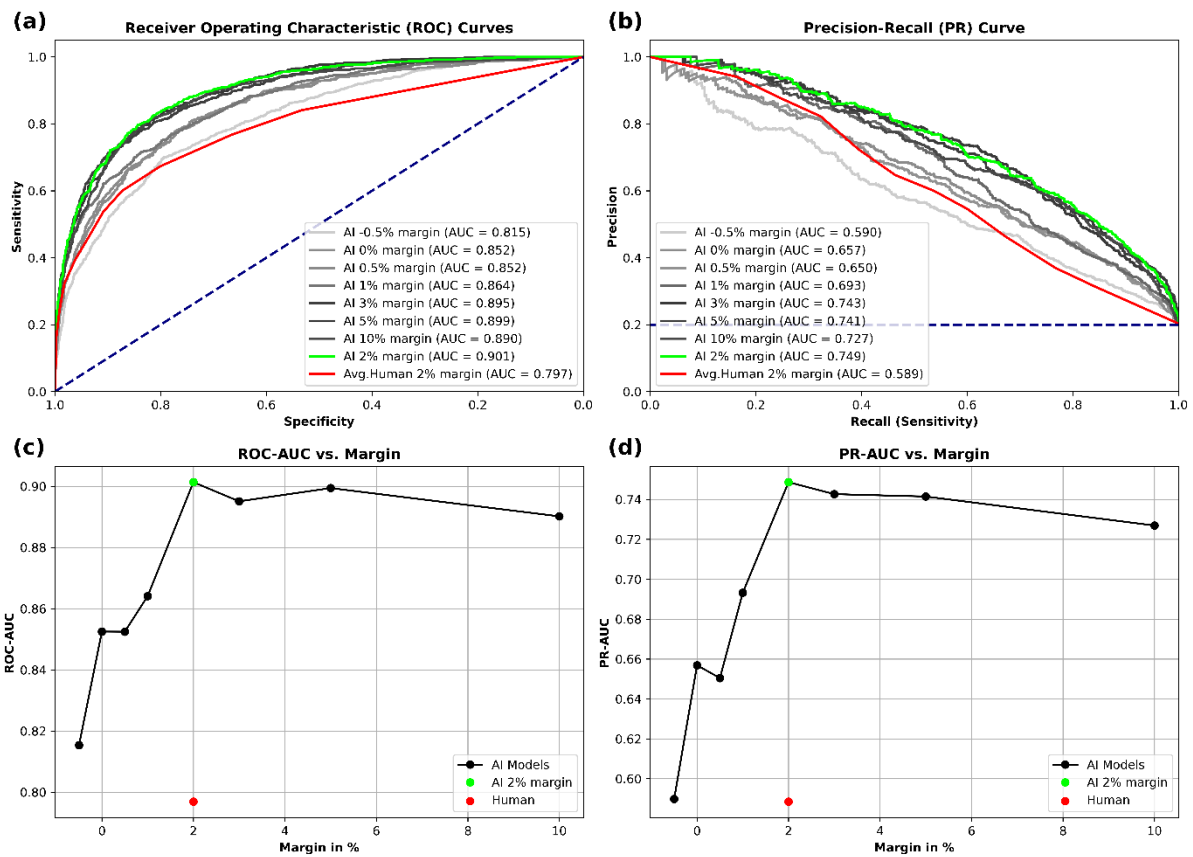 (a)
Receiver Operating Characteristic (ROC) Curves
1.0
0.8
0.6
0.4
0.2
0.0
Sensitivity
AI -0.5% margin (AUC = 0.815)
AI 0% margin (AUC = 0.852)
AI 0.5% margin (AUC = 0.852)
AI 1% margin (AUC = 0.864)
AI 3% margin (AUC = 0.895)
AI 5% margin (AUC = 0.899)
AI 10% margin (AUC = 0.890)
AI 2% margin (AUC = 0.901)
Avg.Human 2% margin (AUC = 0.797)
1.0 0.8 0.6 0.4 0.2 0.0
Specificity
(b)
Precision-Recall (PR) Curve
1.0
0.8
0.6
0.4
0.2
0.0
Precision
AI -0.5% margin (AUC = 0.590)
AI 0% margin (AUC = 0.657)
AI 0.5% margin (AUC = 0.650)
AI 1% margin (AUC = 0.693)
AI 3% margin (AUC = 0.743)
AI 5% margin (AUC = 0.741)
AI 10% margin (AUC = 0.727)
AI 2% margin (AUC = 0.749)
Avg.Human 2% margin (AUC = 0.589)
0.0 0.2 0.4 0.6 0.8 1.0
Recall (Sensitivity)
(c)
ROC-AUC vs. Margin
0.90
0.88
0.86
0.84
0.82
0.80
ROC-AUC
AI Models
AI 2% margin
Human
0 2 4 6 8 10
Margin in %
(d)
PR-AUC vs. Margin
0.74
0.72
0.70
0.68
0.66
0.64
0.62
0.60
PR-AUC
AI Models
AI 2% margin
Human
0 2 4 6 8 10
Margin in %